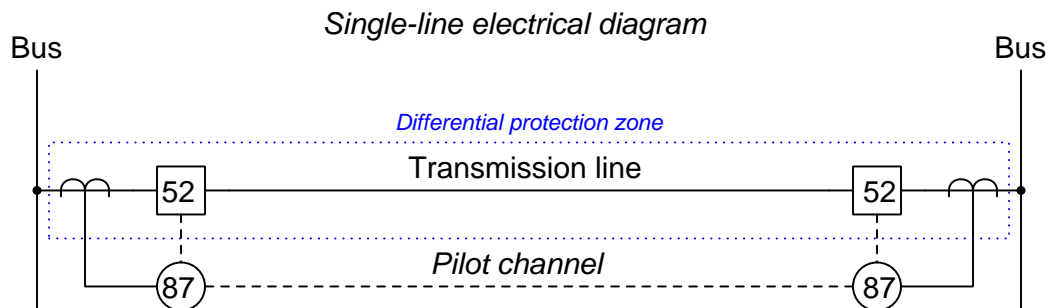 Single-line electrical diagram
Bus
Bus
Differential protection zone
Transmission line
52
52
Pilot channel
87
87